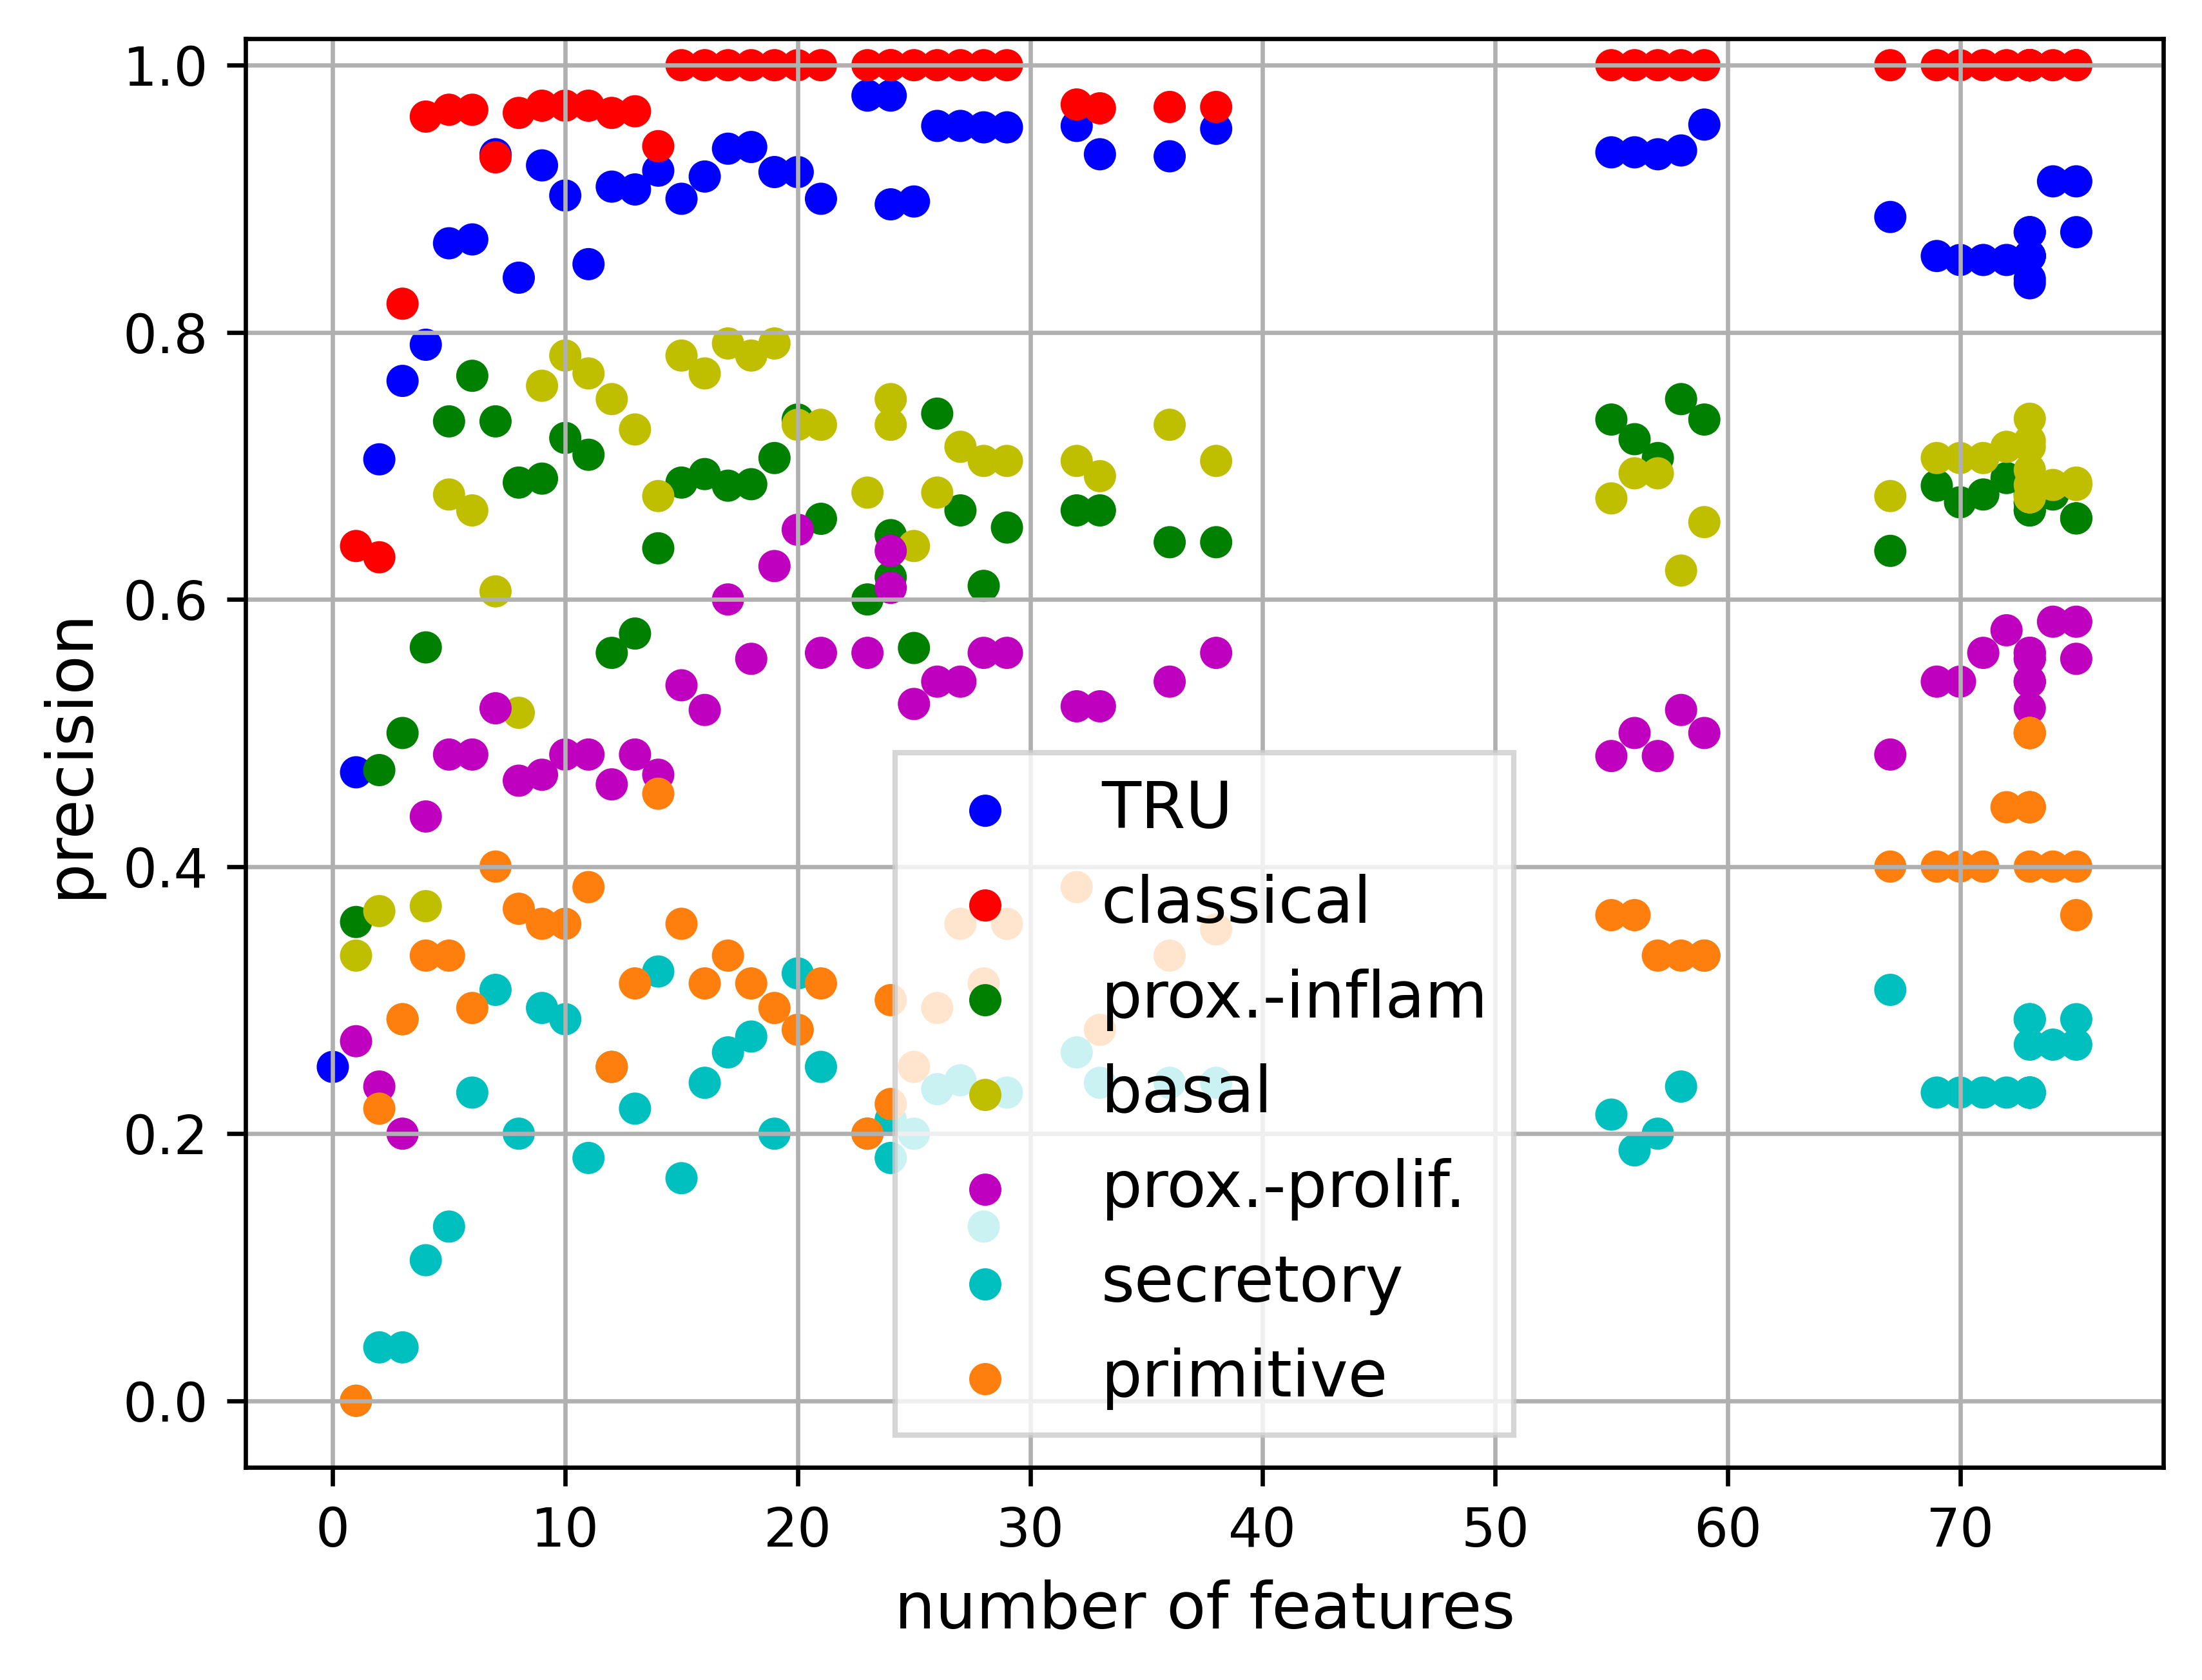 1.0
0.8
0.6
0.4
0.2
0.0
precision
TRU
classical
prox.-inflam
basal
prox.-prolif.
secretory
primitive
0 10 20 30 40 50 60 70
number of features